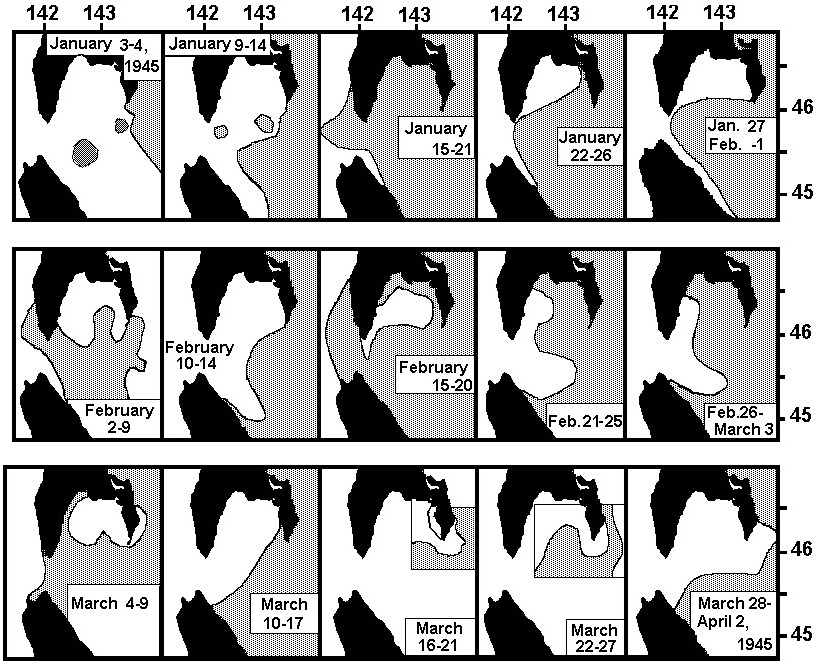 142 143 142 143 142 143 142 143 142 143
January 3-4,
1945
January 9-14
January
15-21
January
22-26
Jan. 27
Feb. -1
46
45
February
2-9
February
10-14
February
15-20
Feb.21-25
Feb.26-
March 3
46
45
March 4-9
March
10-17
March
16-21
March
22-27
March 28-
April 2,
1945
46
45